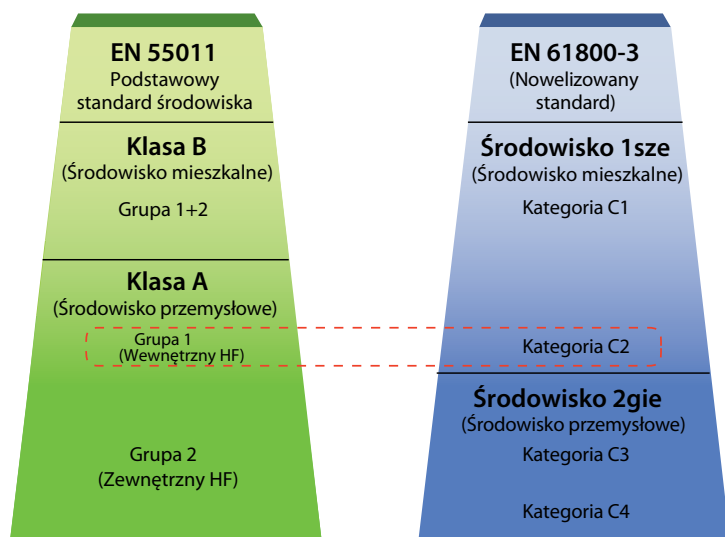 EN 55011
Podstawowy
standard środowiska
Klasa B
(Środowisko mieszkalne)
Grupa 1+2
Klasa A
(Środowisko przemysłowe)
Grupa 1
(Wewnętrzny HF)
Grupa 2
(Zewnętrzny HF)
EN 61800-3
(Nowelizowany
standard)
Środowisko 1sze
(Środowisko mieszkalne)
Kategoria C1
Kategoria C2
Środowisko 2gie
(Środowisko przemysłowe)
Kategoria C3
Kategoria C4